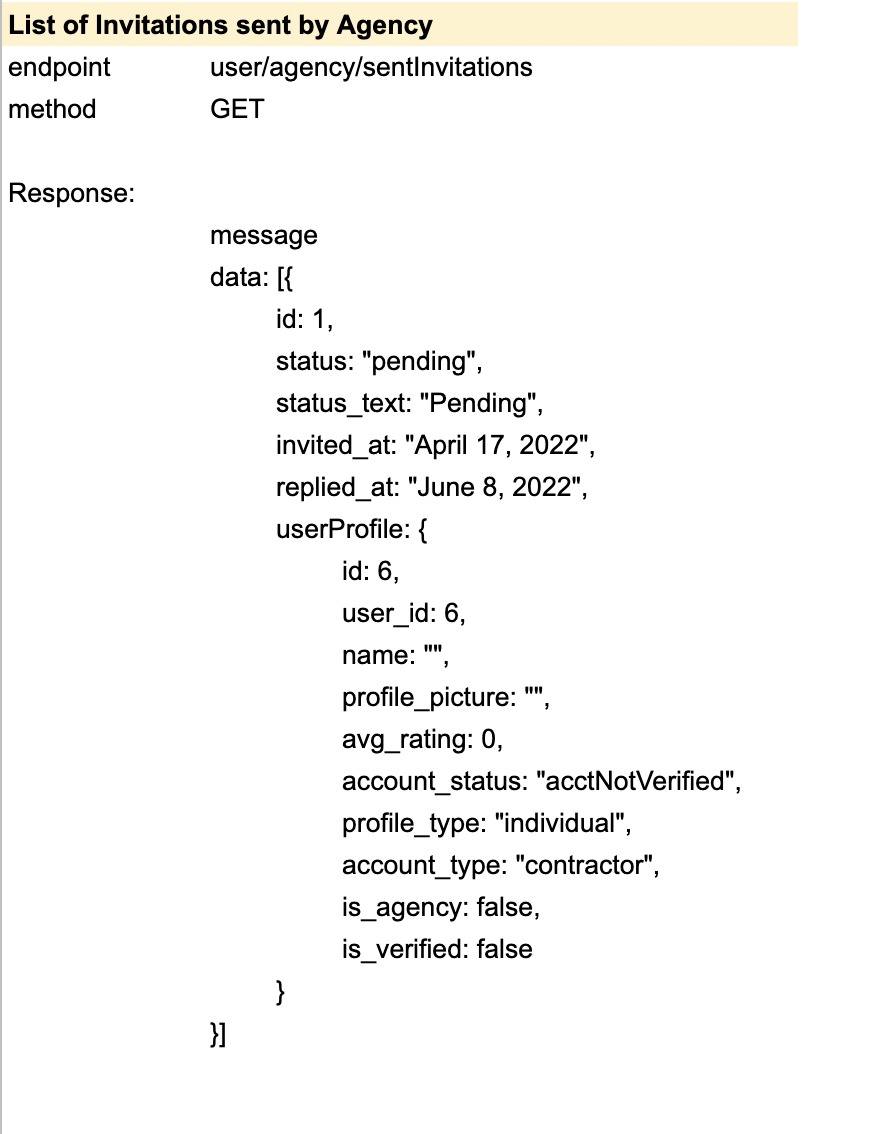 List of Invitations sent by Agency
endpoint user/agency/sentInvitations
method GET
Response:
message
data: [{
id: 1,
status: "pending",
status_text: "Pending",
invited_at: "April 17, 2022",
replied_at: "June 8, 2022",
userProfile: {
id: 6,
user_id: 6,
name: "",
profile_picture: "",
avg_rating: 0,
account_status: "acctNotVerified",
profile_type: "individual",
account_type: "contractor",
is_agency: false,
is_verified: false
}
}]